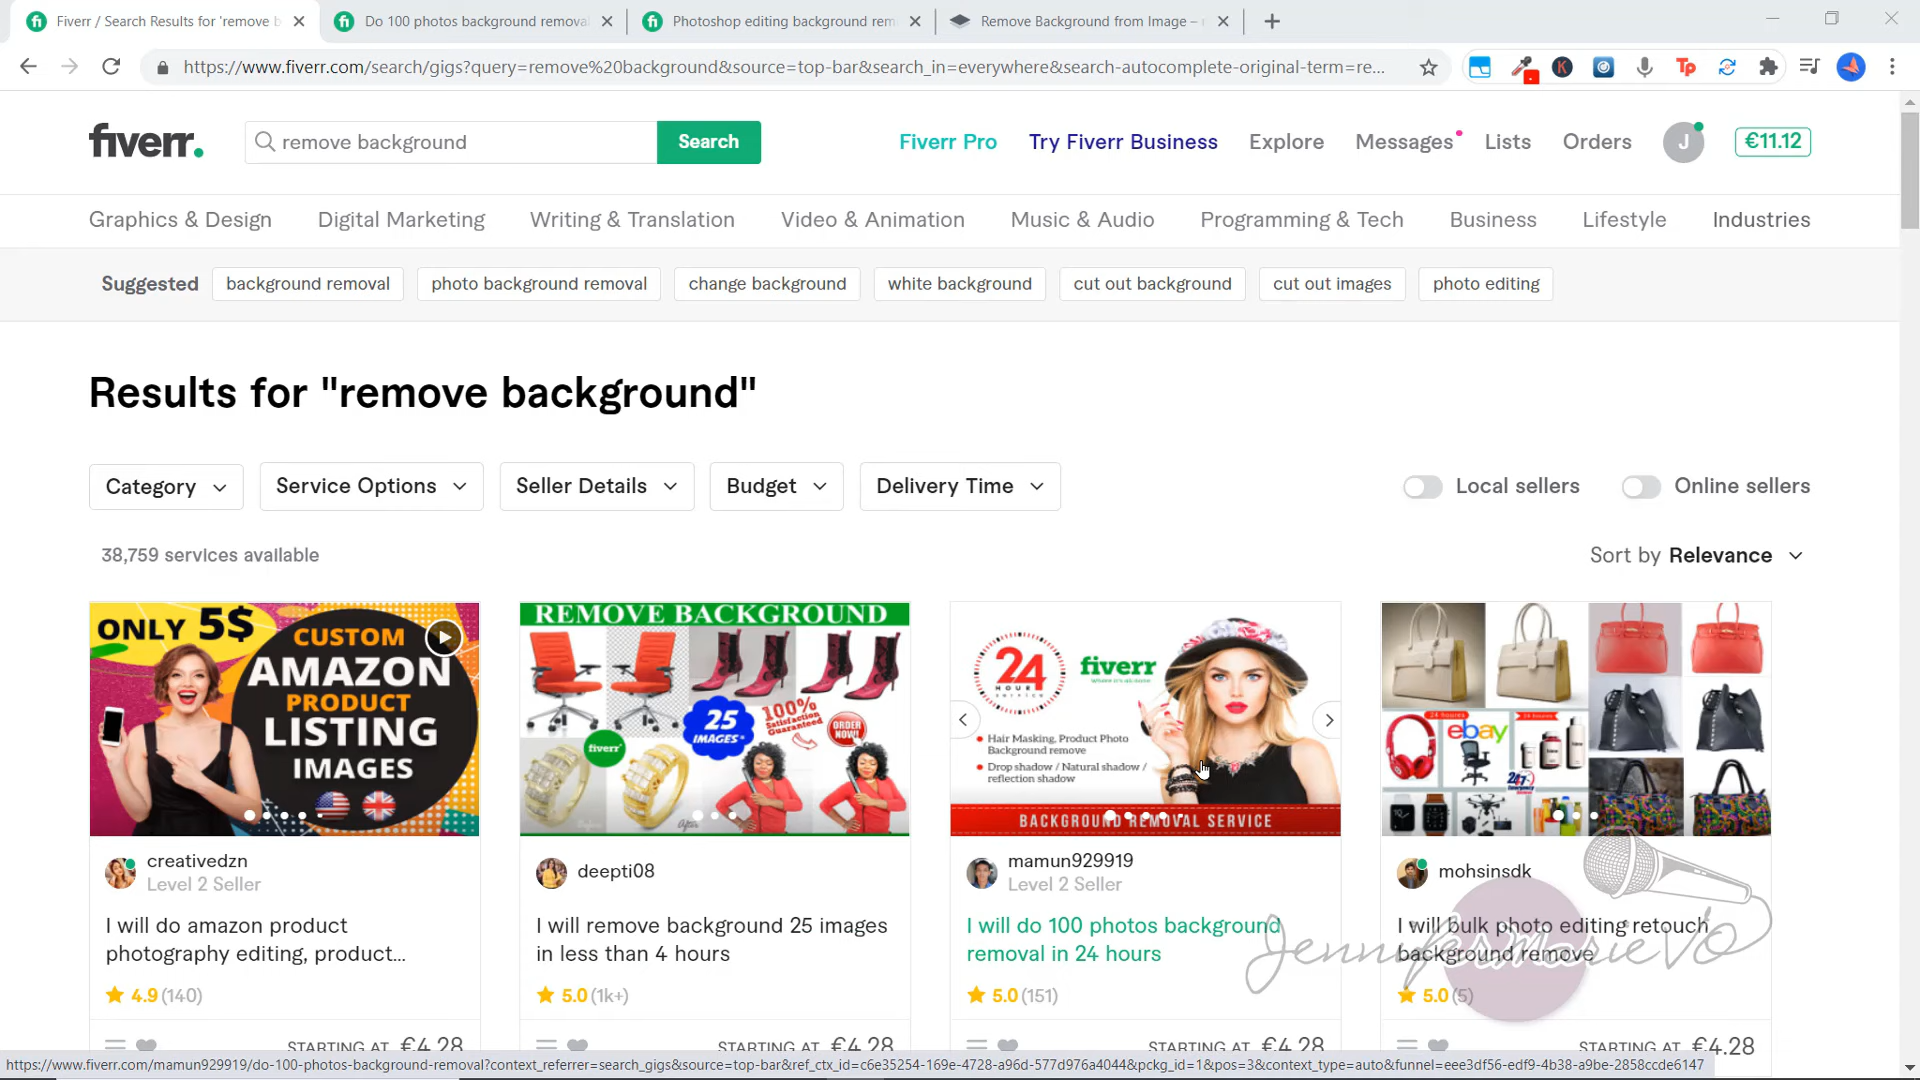 Fiverr / Search Results for 'remove b
Do 100 photos background removal
Photoshop editing background rem
Remove Background from Image –
https://www.fiverr.com/search/gigs?query=remove%20background&source=top-bar&search_in=everywhere&search-autocomplete-original-term=re...
fiverr.
remove background
Search
Fiverr Pro
Try Fiverr Business
Explore
Messages
Lists
Orders
J
€11.12
Graphics & Design
Digital Marketing
Writing & Translation
Video & Animation
Music & Audio
Programming & Tech
Business
Lifestyle
Industries
Suggested
background removal
photo background removal
change background
white background
cut out background
cut out images
photo editing
Results for "remove background"
Category
Service Options
Seller Details
Budget
Delivery Time
Local sellers
Online sellers
38,759 services available
Sort by Relevance
ONLY 5$
CUSTOM
AMAZON
PRODUCT
LISTING
IMAGES
REMOVE BACKGROUND
25
IMAGES*
100%
Satisfaction
Guaranteed
ORDER
NOW!
fiverr
Before
After
24
HOUR
service
fiverr
Hair Masking, Product Photo
Background remove
Drop shadow / Natural shadow /
reflection shadow
BACKGROUND REMOVAL SERVICE
ebay
24/7
creativedzn
Level 2 Seller
I will do amazon product
photography editing, product...
4.9 (140)
STARTING AT €4.28
deepti08
I will remove background 25 images
in less than 4 hours
5.0 (1k+)
STARTING AT €4.28
mamun929919
Level 2 Seller
I will do 100 photos background
removal in 24 hours
5.0 (151)
STARTING AT €4.28
mohsinsdk
I will bulk photo editing retouch
background remove
5.0 (5)
STARTING AT €4.28
JenniferMarieVO
https://www.fiverr.com/mamun929919/do-100-photos-background-removal?context_referrer=search_gigs&source=top-bar&ref_ctx_id=c6e35254-169e-4728-a96d-577d976a4044&pckg_id=1&pos=3&context_type=auto&funnel=eee3df56-edf9-4b38-a9be-2858ccde6147